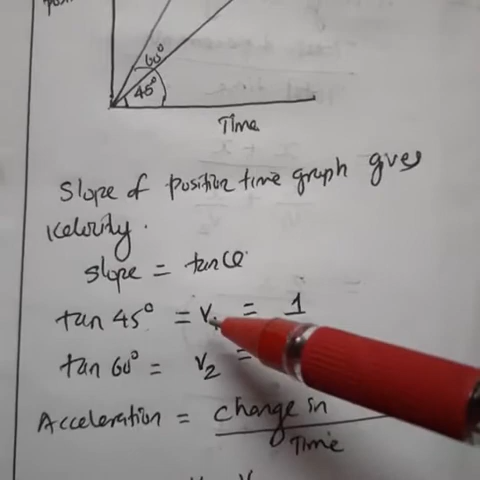 60°
45°
Time
Slope of position time graph gives
velocity.
slope = tanθ
tan 45° = V₁ = 1
tan 60° = V₂ =
Acceleration = change in
Time